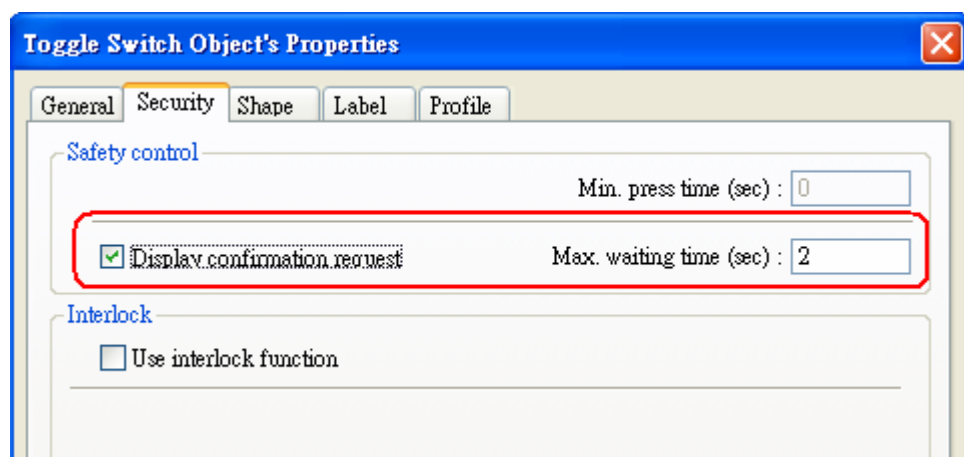 Toggle Switch Object's Properties
General Security Shape Label Profile
Safety control
Min. press time (sec) : 0
Display confirmation request Max. waiting time (sec) : 2
Interlock
Use interlock function